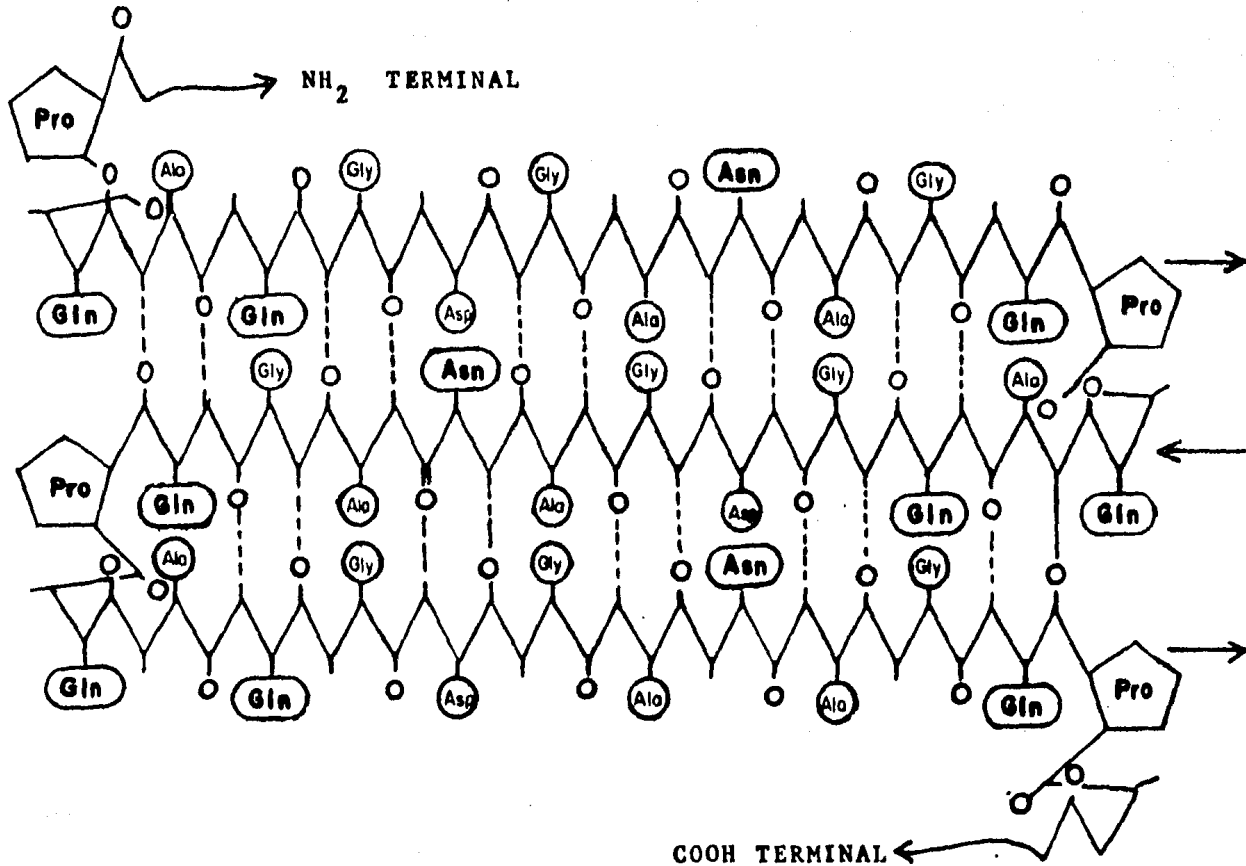 O
NH₂ TERMINAL
Pro
O Ala O Gly O Gly O Asn O Gly O
O
Gln O Gln O Asp O Ala O Ala O Gln Pro
O Gly O Asn O Gly O Gly O Ala O O
Pro Gln O Ala O Ala O O Gln O Gln
O Ala O Gly O Gly O Asn O Gly O
O
Gln O Gln O Asp O Ala O Ala O Gln Pro
O O
COOH TERMINAL